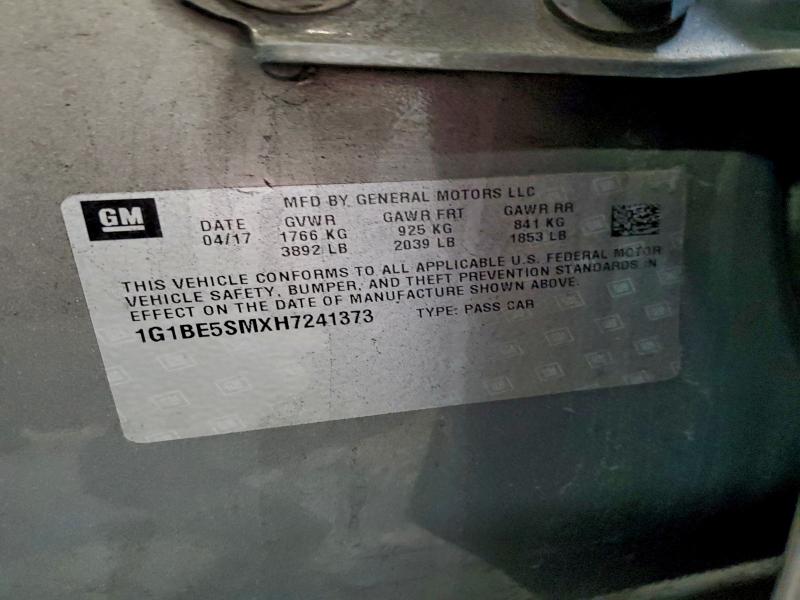 GM
MFD BY GENERAL MOTORS LLC
DATE GVWR GAWR FRT GAWR RR
04/17 1766 KG 925 KG 841 KG
3892 LB 2039 LB 1853 LB
THIS VEHICLE CONFORMS TO ALL APPLICABLE U.S. FEDERAL MOTOR
VEHICLE SAFETY, BUMPER, AND THEFT PREVENTION STANDARDS IN
EFFECT ON THE DATE OF MANUFACTURE SHOWN ABOVE.
1G1BE5SMXH7241373 TYPE: PASS CAR